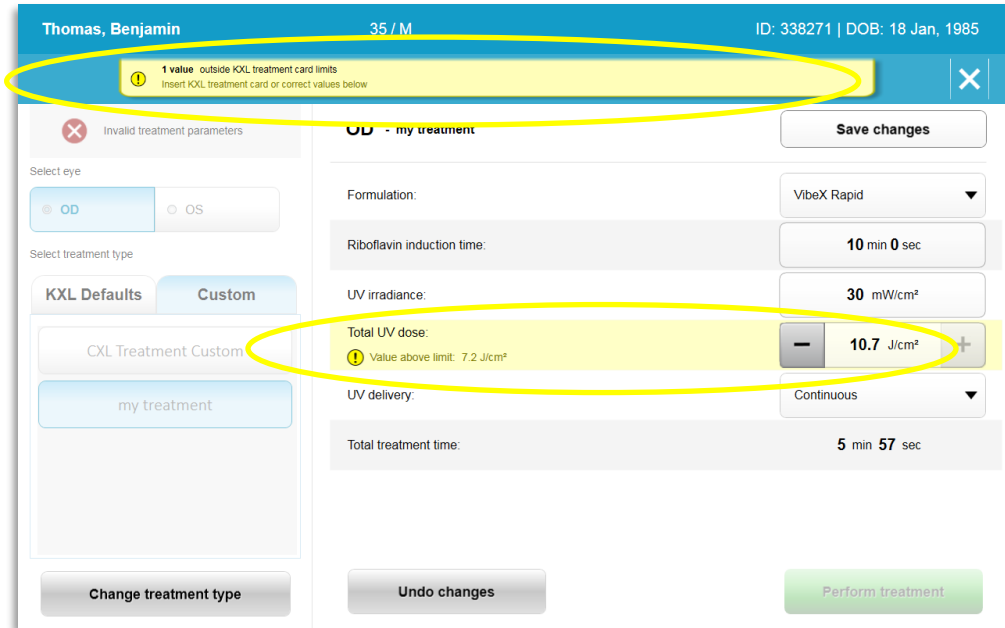 Thomas, Benjamin 35 / M ID: 338271 | DOB: 18 Jan, 1985
1 value outside KXL treatment card limits
Insert KXL treatment card or correct values below
Invalid treatment parameters
OD - my treatment
Save changes
Select eye
OD OS
Select treatment type
KXL Defaults Custom
CXL Treatment Custom
my treatment
Change treatment type
Formulation: VibeX Rapid
Riboflavin induction time: 10 min 0 sec
UV irradiance: 30 mW/cm²
Total UV dose: 10.7 J/cm²
Value above limit: 7.2 J/cm²
UV delivery: Continuous
Total treatment time: 5 min 57 sec
Undo changes
Perform treatment